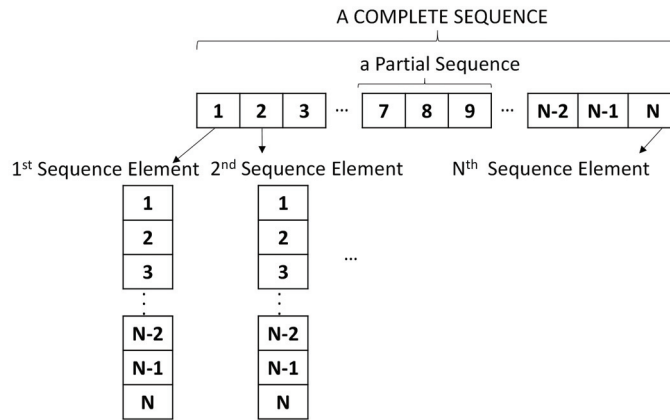 A COMPLETE SEQUENCE
a Partial Sequence
1 2 3 ... 7 8 9 ... N-2 N-1 N
1st Sequence Element 2nd Sequence Element Nth Sequence Element
1 1
2 2
3 3 ...
N-2 N-2
N-1 N-1
N N